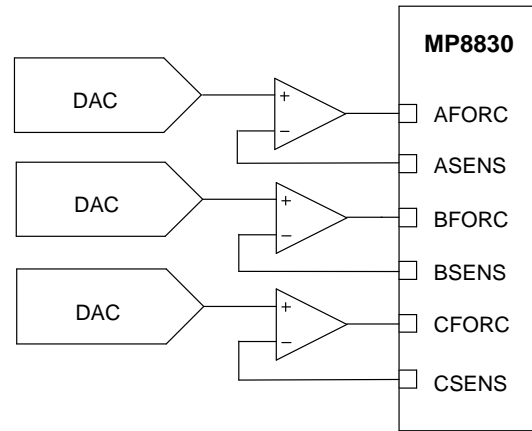 MP8830
DAC
+
−
AFORC
ASENS
DAC
+
−
BFORC
BSENS
DAC
+
−
CFORC
CSENS